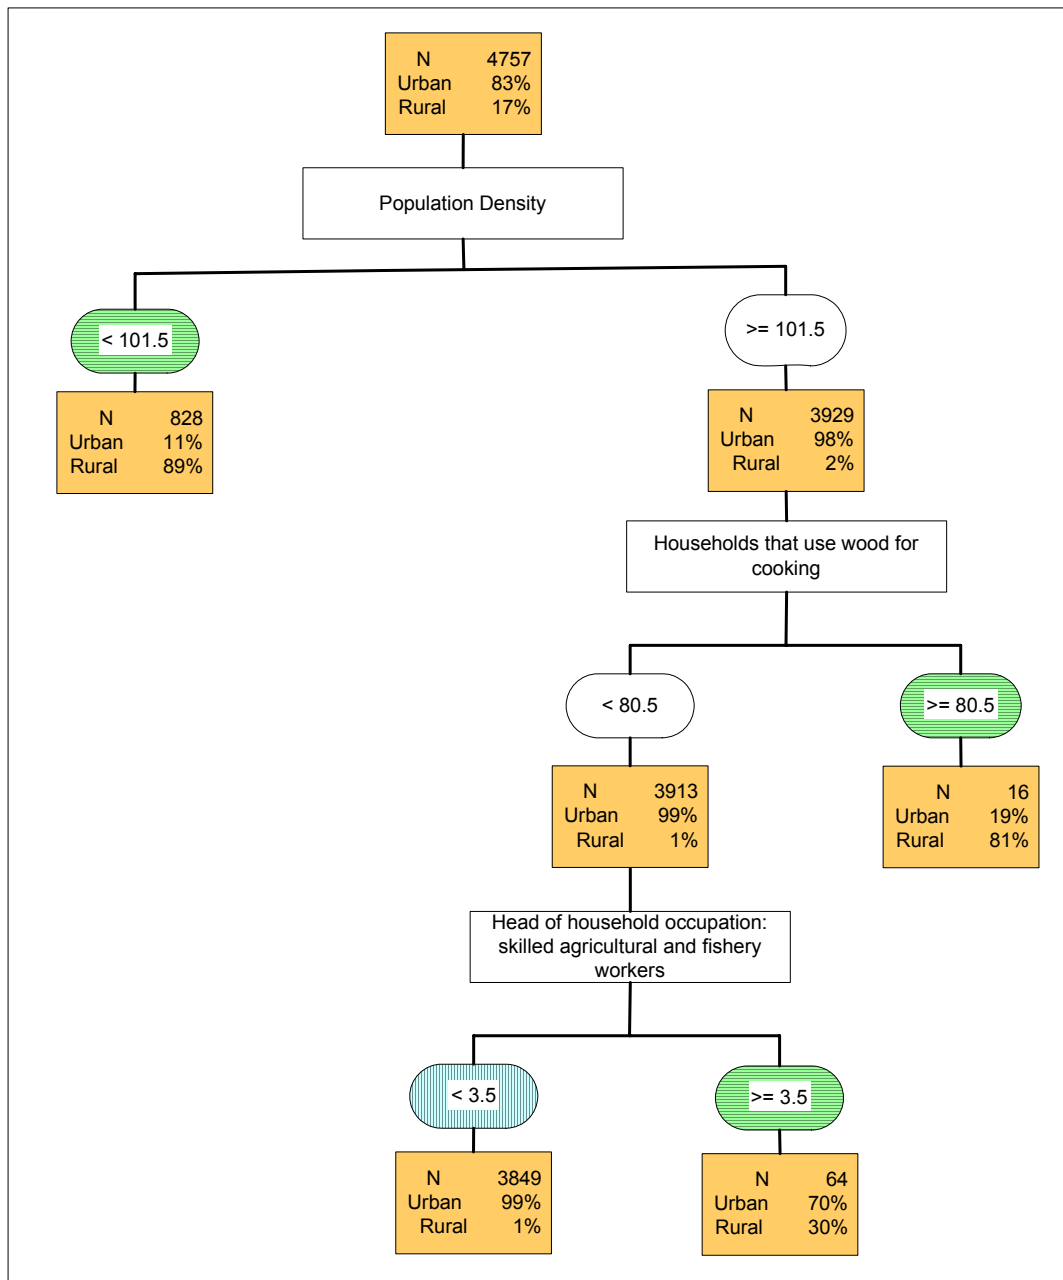 N 4757
Urban 83%
Rural 17%
Population Density
< 101.5
>= 101.5
N 828
Urban 11%
Rural 89%
N 3929
Urban 98%
Rural 2%
Households that use wood for
cooking
< 80.5
>= 80.5
N 3913
Urban 99%
Rural 1%
N 16
Urban 19%
Rural 81%
Head of household occupation:
skilled agricultural and fishery
workers
< 3.5
>= 3.5
N 3849
Urban 99%
Rural 1%
N 64
Urban 70%
Rural 30%